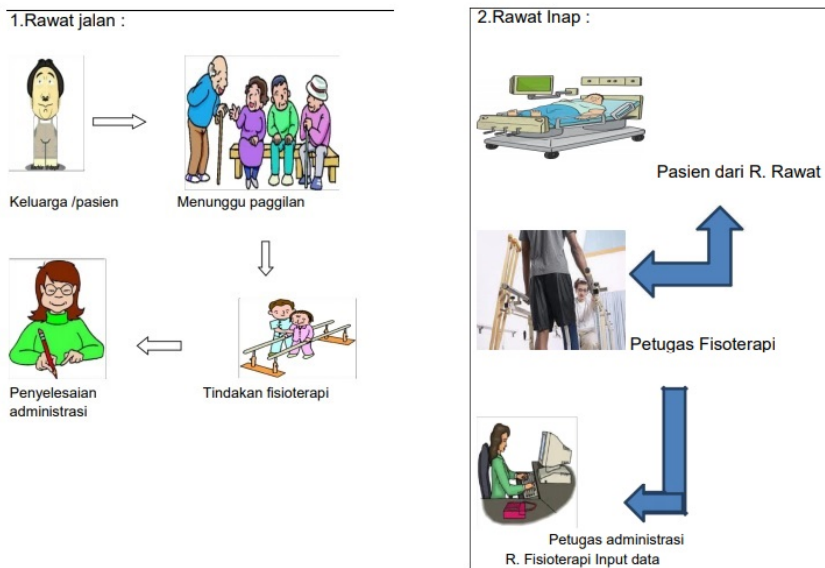 1.Rawat jalan :
Keluarga /pasien
Menunggu paggilan
Tindakan fisioterapi
Penyelesaian
administrasi
2.Rawat Inap :
Pasien dari R. Rawat
Petugas Fisoterapi
Petugas administrasi
R. Fisioterapi Input data